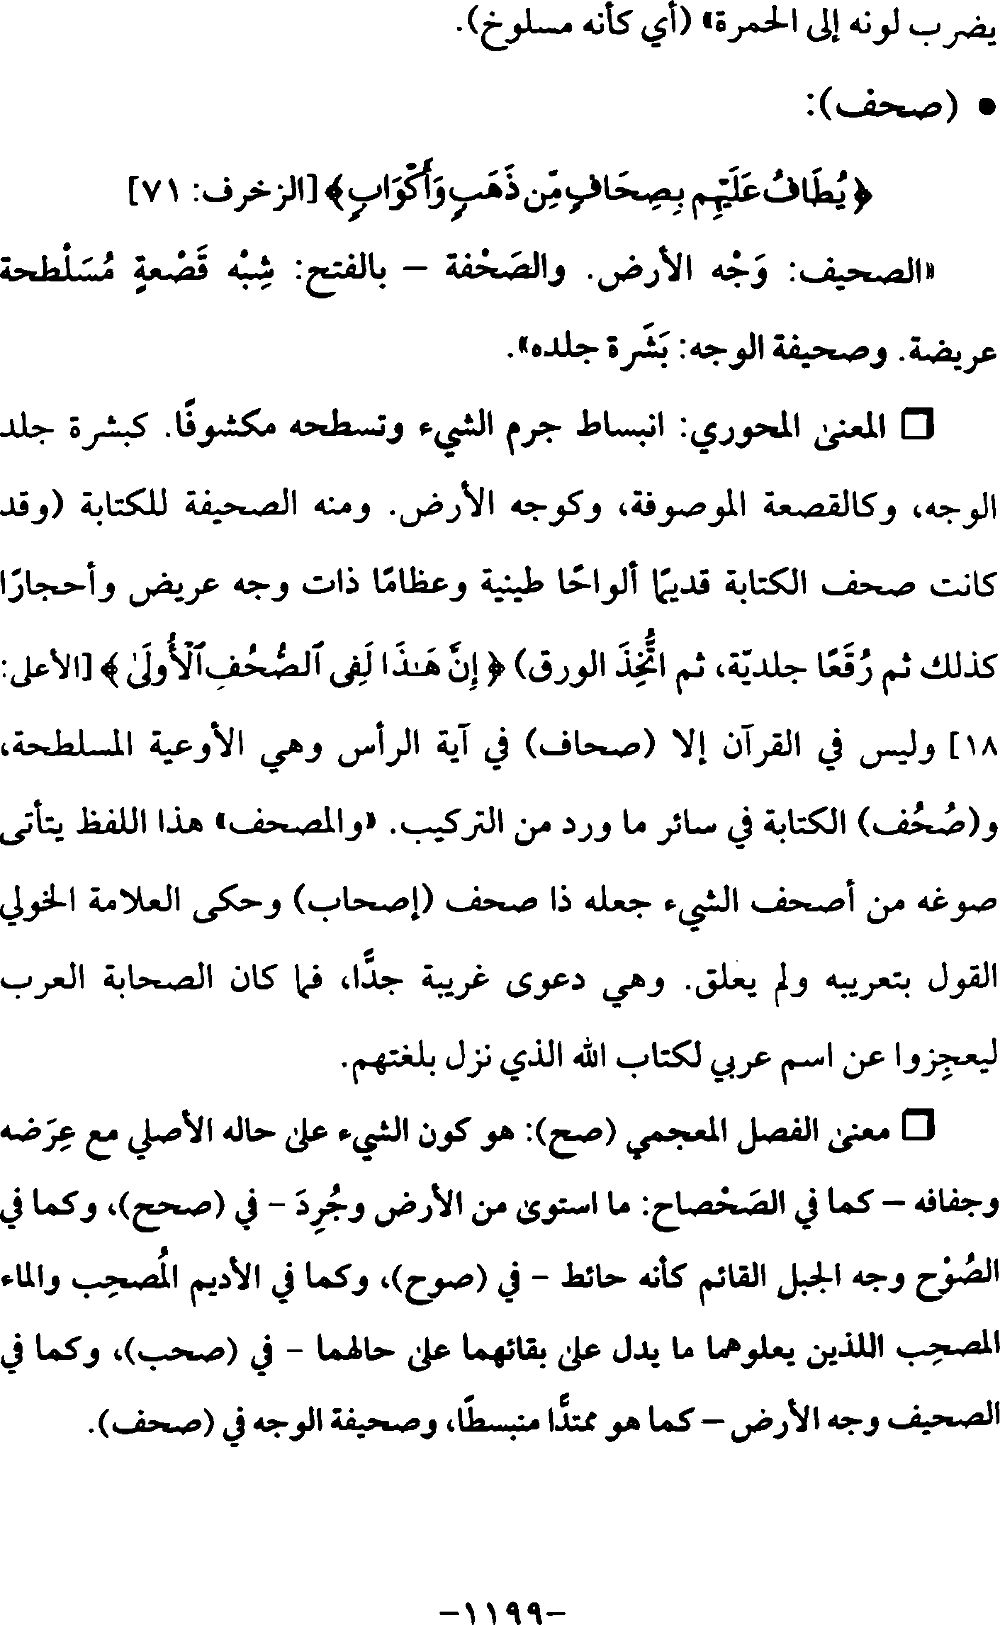 يضرب لونه إلى الحمرة» (أي كأنه مسلوخ).
• (صحف):
﴿يُطَافُ عَلَيْهِم بِصِحَافٍ مِّن ذَهَبٍ وَأَكْوَابٍ﴾ [الزخرف: ٧١]
«الصحيف: وَجْه الأرض. والصَحْفة – بالفتح: شِبْه قَصْعةٍ مُسَلْطحة
عريضة. وصحيفة الوجه: بَشَرة جلده».
❒ المعنىٰ المحوري: انبساط جرم الشيء وتسطحه مكشوفًا. كبشرة جلد
الوجه، وكالقصعة الموصوفة، وكوجه الأرض. ومنه الصحيفة للكتابة (وقد
كانت صحف الكتابة قديمًا ألواحًا طينية وعظامًا ذات وجه عريض وأحجارًا
كذلك ثم رُقَعًا جلديّة، ثم اتُّخِذَ الورق) ﴿إِنَّ هَـٰذَا لَفِى ٱلصُّحُفِ ٱلْأُولَىٰ﴾ [الأعلى:
١٨] وليس في القرآن إلا (صحاف) في آية الرأس وهي الأوعية المسلطحة،
و(صُحُف) الكتابة في سائر ما ورد من التركيب. «والمصحف» هذا اللفظ يتأتى
صوغه من أصحف الشيء جعله ذا صحف (إصحاب) وحكى العلامة الخولي
القول بتعريبه ولم يعلق. وهي دعوى غريبة جدًّا، فما كان الصحابة العرب
ليعجِزوا عن اسم عربي لكتاب الله الذي نزل بلغتهم.
❒ معنىٰ الفصل المعجمي (صح): هو كون الشيء علىٰ حاله الأصلي مع عِرَضه
وجفافه – كما في الصَحْصاح: ما استوىٰ من الأرض وجُرِدَ – في (صحح)، وكما في
الصُوْح وجه الجبل القائم كأنه حائط – في (صوح)، وكما في الأديم المُصحِب والماء
المصحِب اللذين يعلوهما ما يدل علىٰ بقائهما علىٰ حالهما – في (صحب)، وكما في
الصحيف وجه الأرض – كما هو ممتدًّا منبسطًا، وصحيفة الوجه في (صحف).
-١١٩٩-